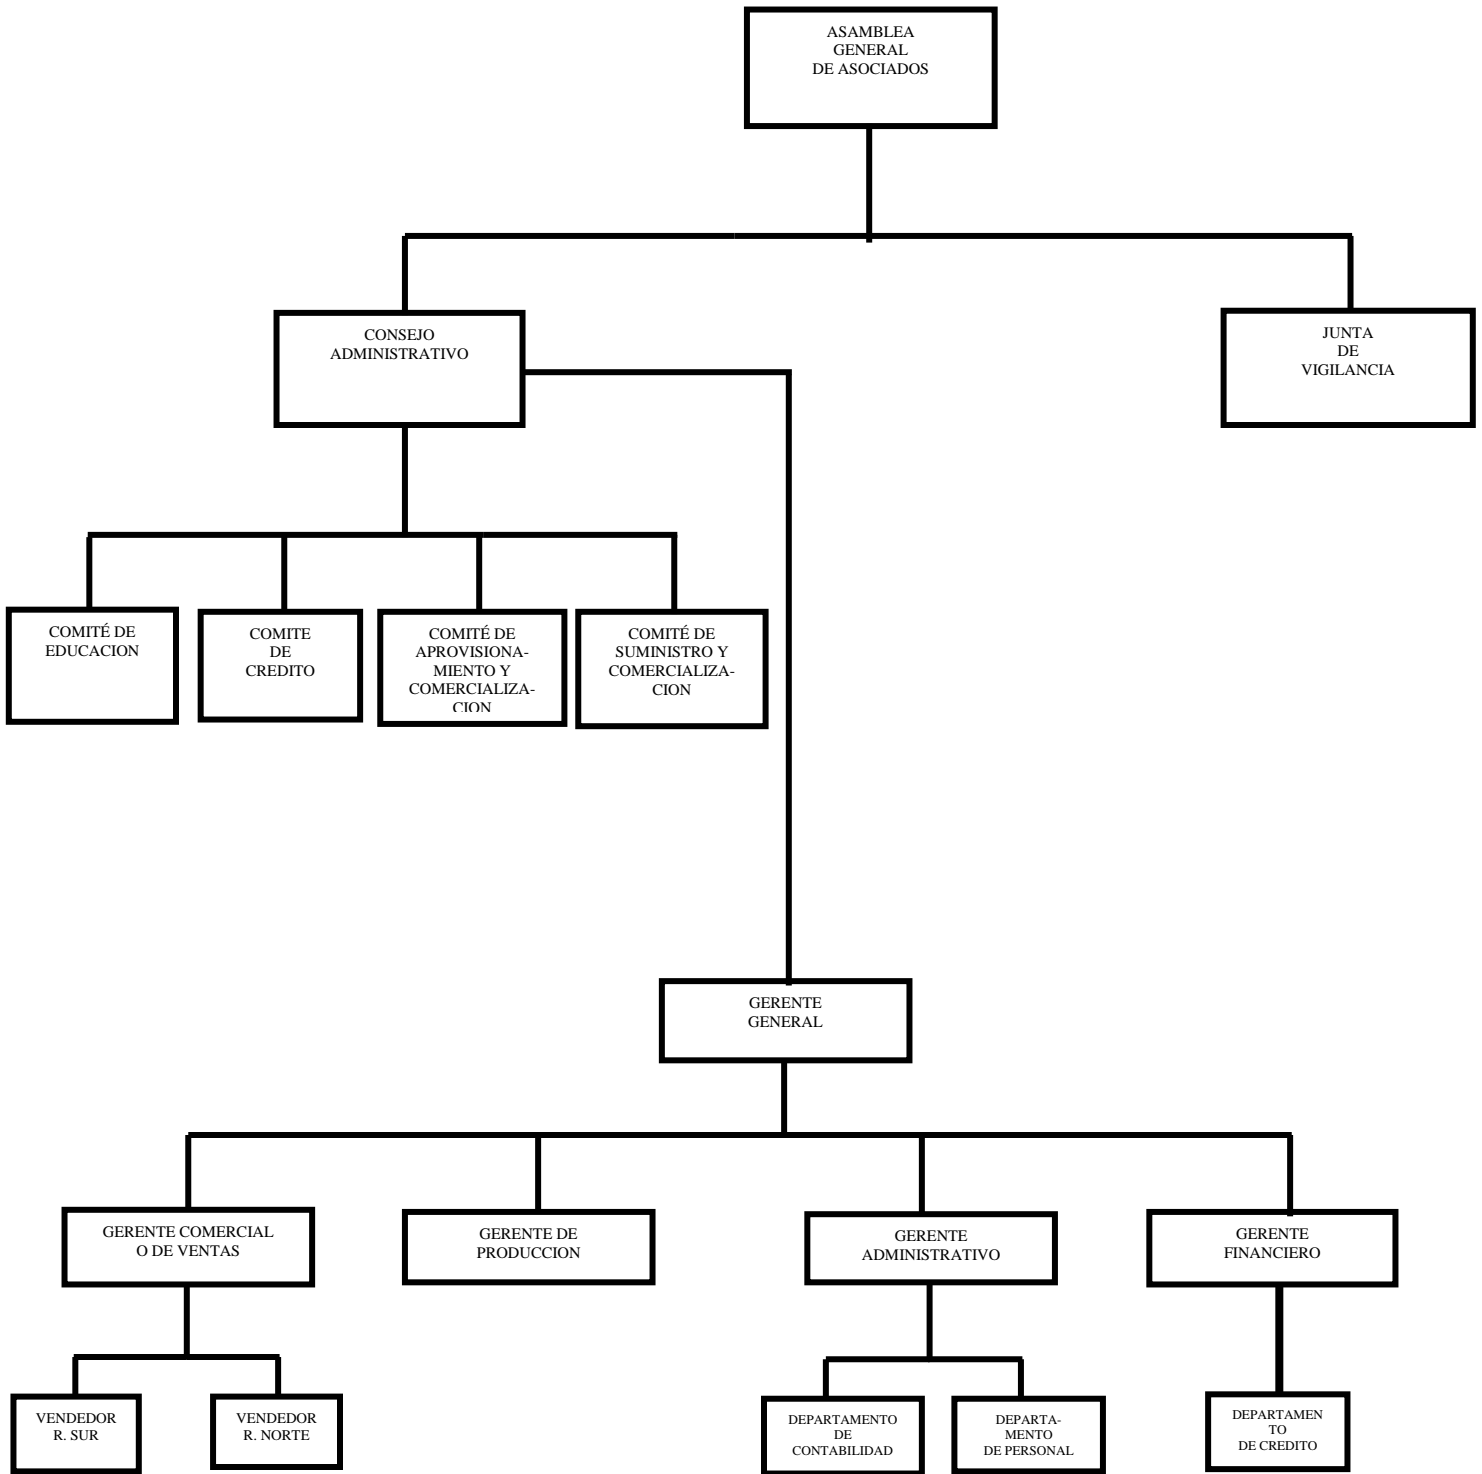 ASAMBLEA
GENERAL
DE ASOCIADOS
CONSEJO
ADMINISTRATIVO
JUNTA
DE
VIGILANCIA
COMITÉ DE
EDUCACION
COMITE
DE
CREDITO
COMITÉ DE
APROVISIONA-
MIENTO Y
COMERCIALIZA-
CION
COMITÉ DE
SUMINISTRO Y
COMERCIALIZA-
CION
GERENTE
GENERAL
GERENTE COMERCIAL
O DE VENTAS
GERENTE DE
PRODUCCION
GERENTE
ADMINISTRATIVO
GERENTE
FINANCIERO
VENDEDOR
R. SUR
VENDEDOR
R. NORTE
DEPARTAMENTO
DE
CONTABILIDAD
DEPARTA-
MENTO
DE PERSONAL
DEPARTAMEN
TO
DE CREDITO